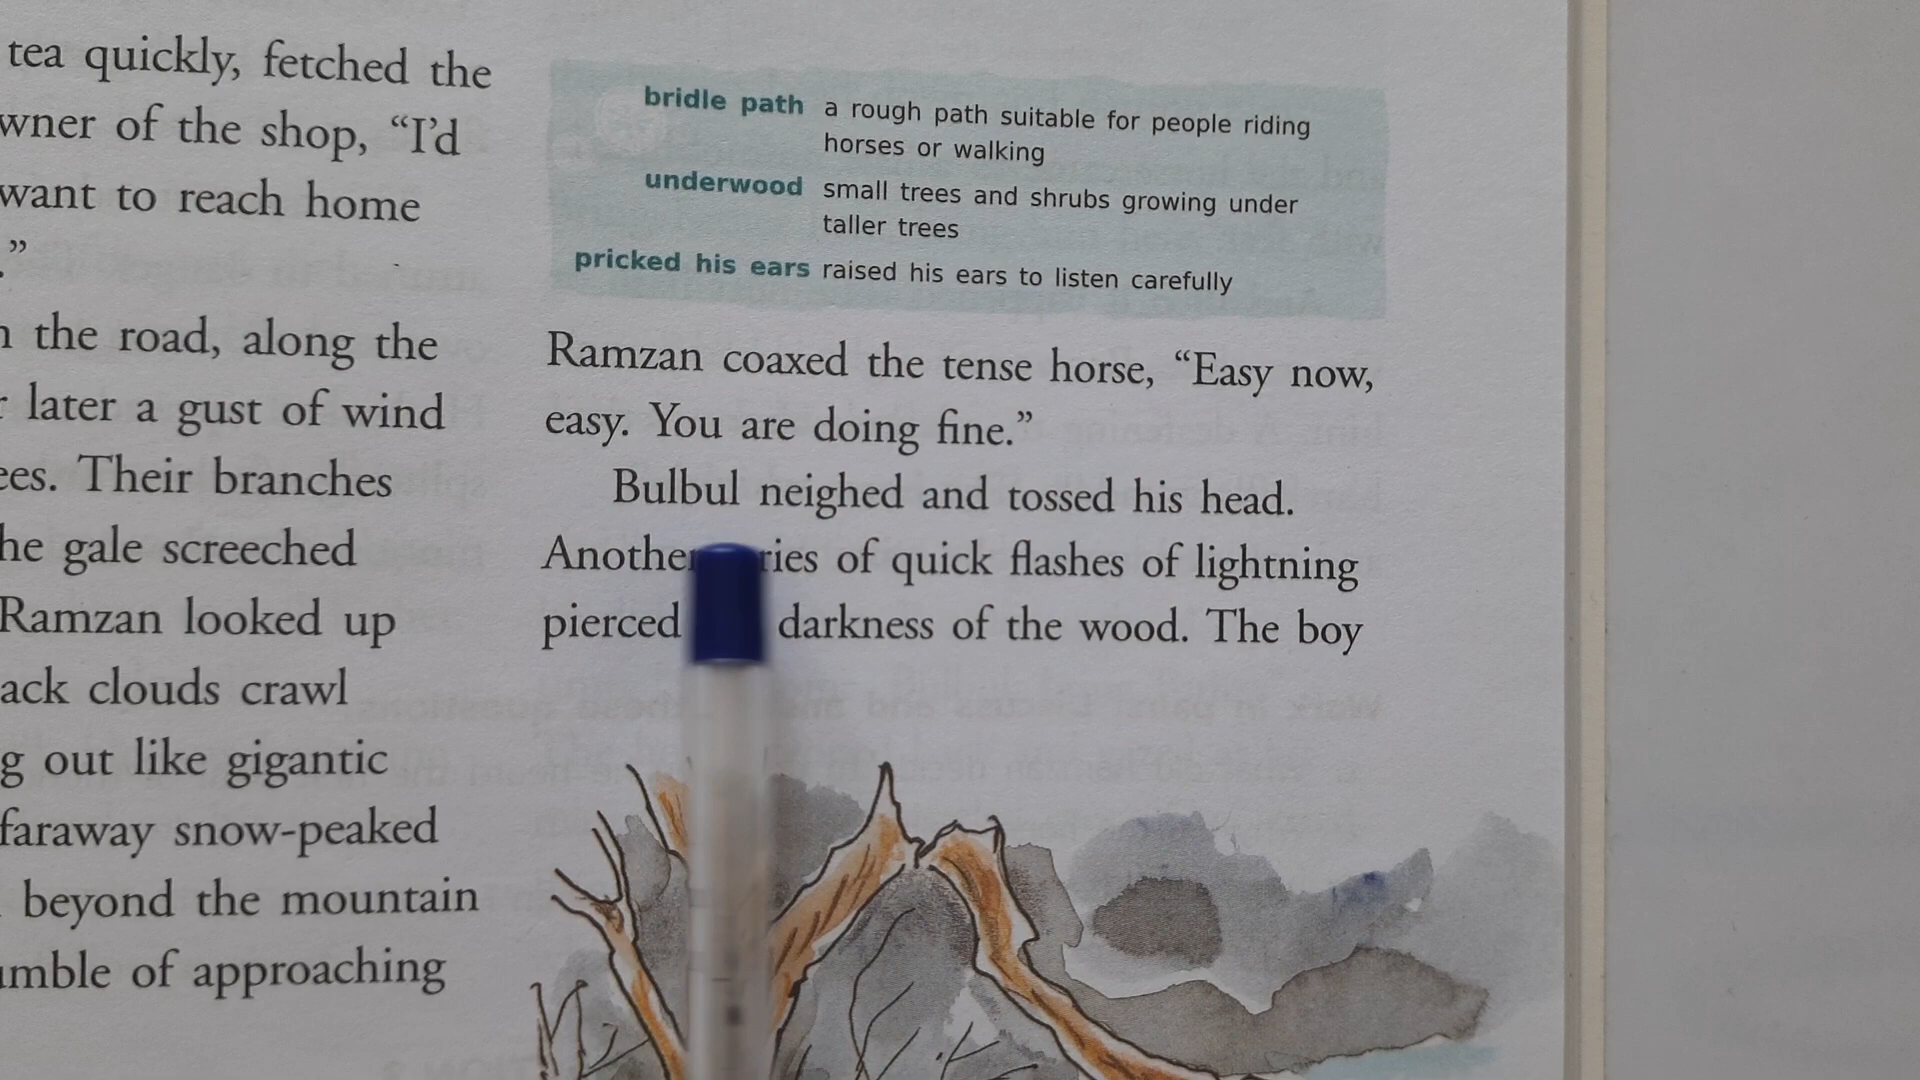 tea quickly, fetched the
wner of the shop, “I’d
want to reach home
.”
the road, along the
later a gust of wind
ees. Their branches
he gale screeched
Ramzan looked up
ack clouds crawl
g out like gigantic
faraway snow-peaked
beyond the mountain
umble of approaching
bridle path a rough path suitable for people riding
horses or walking
underwood small trees and shrubs growing under
taller trees
pricked his ears raised his ears to listen carefully
Ramzan coaxed the tense horse, “Easy now,
easy. You are doing fine.”
Bulbul neighed and tossed his head.
Another ries of quick flashes of lightning
pierced darkness of the wood. The boy